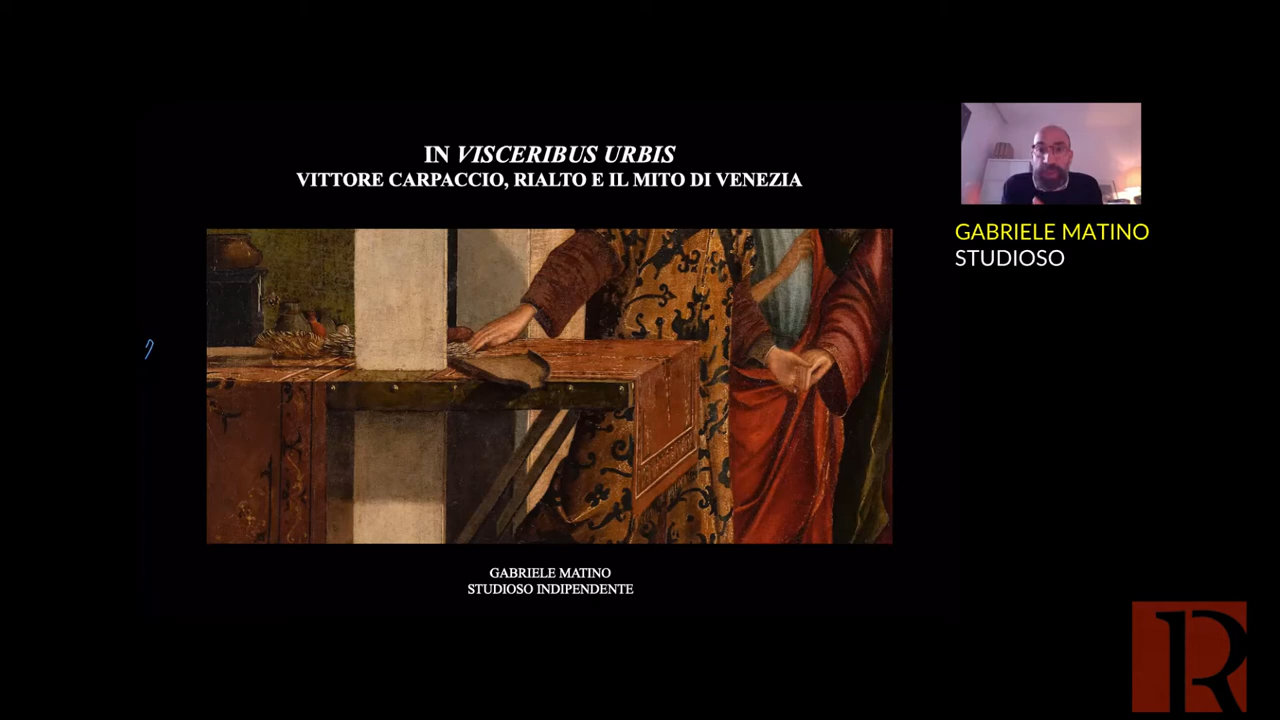 IN VISCERIBUS URBIS
VITTORE CARPACCIO, RIALTO E IL MITO DI VENEZIA
GABRIELE MATINO
STUDIOSO INDIPENDENTE
GABRIELE MATINO
STUDIOSO
R